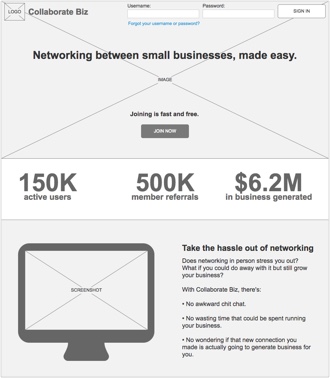 LOGO
Collaborate Biz
Username:
Password:
SIGN IN
Forgot your username or password?
Networking between small businesses, made easy.
IMAGE
Joining is fast and free.
JOIN NOW
150K
active users
500K
member referrals
$6.2M
in business generated
SCREENSHOT
Take the hassle out of networking
Does networking in person stress you out?
What if you could do away with it but still grow
your business?
With Collaborate Biz, there's:
• No awkward chit chat.
• No wasting time that could be spent running
your business.
• No wondering if that new connection you
made is actually going to generate business for
you.